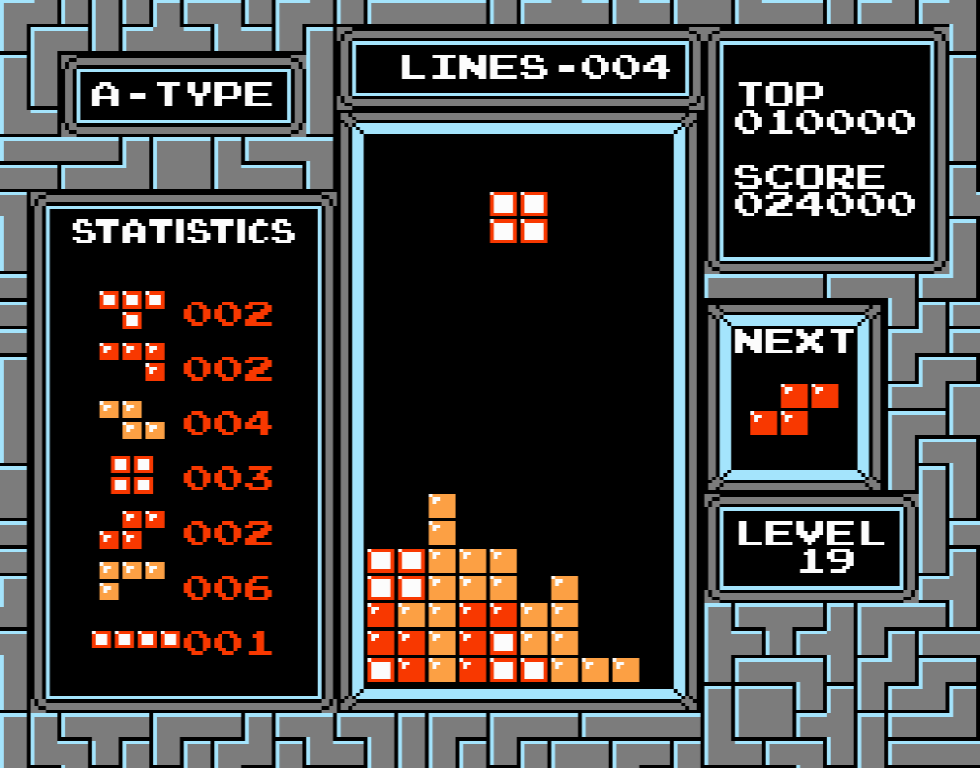 A-TYPE
LINES-004
TOP
010000
SCORE
024000
STATISTICS
002
002
004
003
002
006
001
NEXT
LEVEL
19